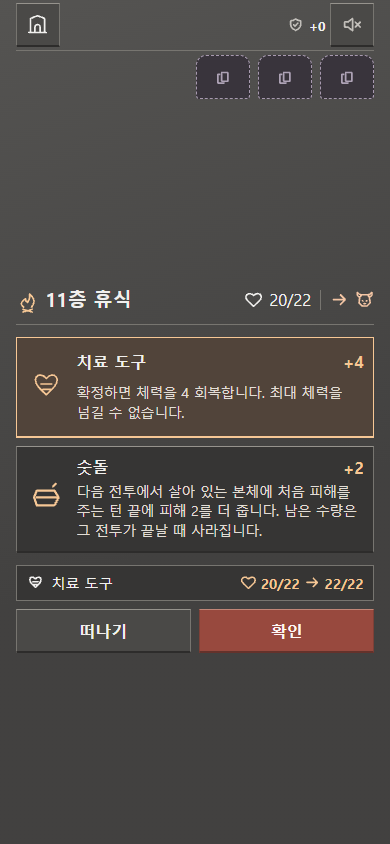 +0
11층 휴식
20/22
치료 도구
+4
확정하면 체력을 4 회복합니다. 최대 체력을
넘길 수 없습니다.
숫돌
+2
다음 전투에서 살아 있는 본체에 처음 피해를
주는 턴 끝에 피해 2를 더 줍니다. 남은 수량은
그 전투가 끝날 때 사라집니다.
치료 도구
20/22 → 22/22
떠나기
확인